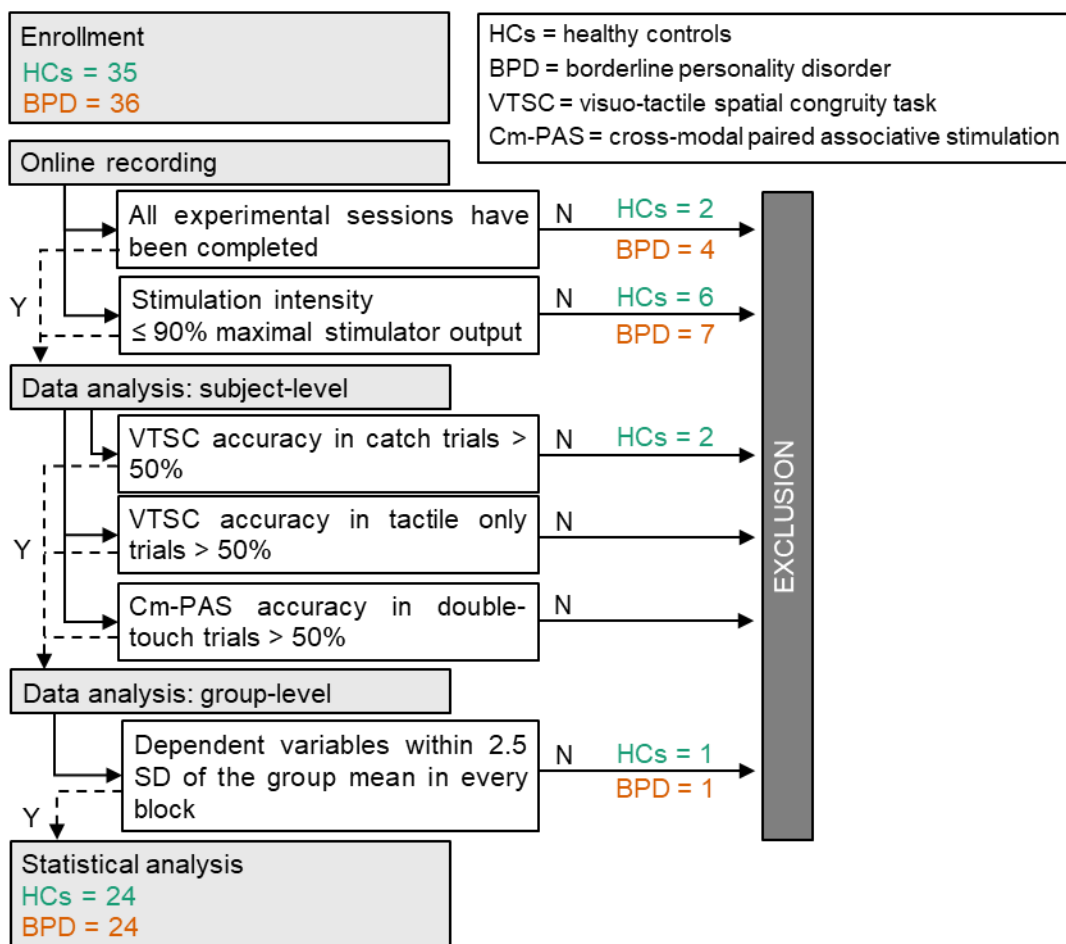 Enrollment
HCs = 35
BPD = 36
HCs = healthy controls
BPD = borderline personality disorder
VTSC = visuo-tactile spatial congruity task
Cm-PAS = cross-modal paired associative stimulation
Online recording
All experimental sessions have
been completed
N
HCs = 2
BPD = 4
Y
Stimulation intensity
≤ 90% maximal stimulator output
N
HCs = 6
BPD = 7
Data analysis: subject-level
VTSC accuracy in catch trials >
50%
N
HCs = 2
Y
VTSC accuracy in tactile only
trials > 50%
N
Cm-PAS accuracy in double-
touch trials > 50%
N
EXCLUSION
Data analysis: group-level
Dependent variables within 2.5
SD of the group mean in every
block
N
HCs = 1
BPD = 1
Y
Statistical analysis
HCs = 24
BPD = 24